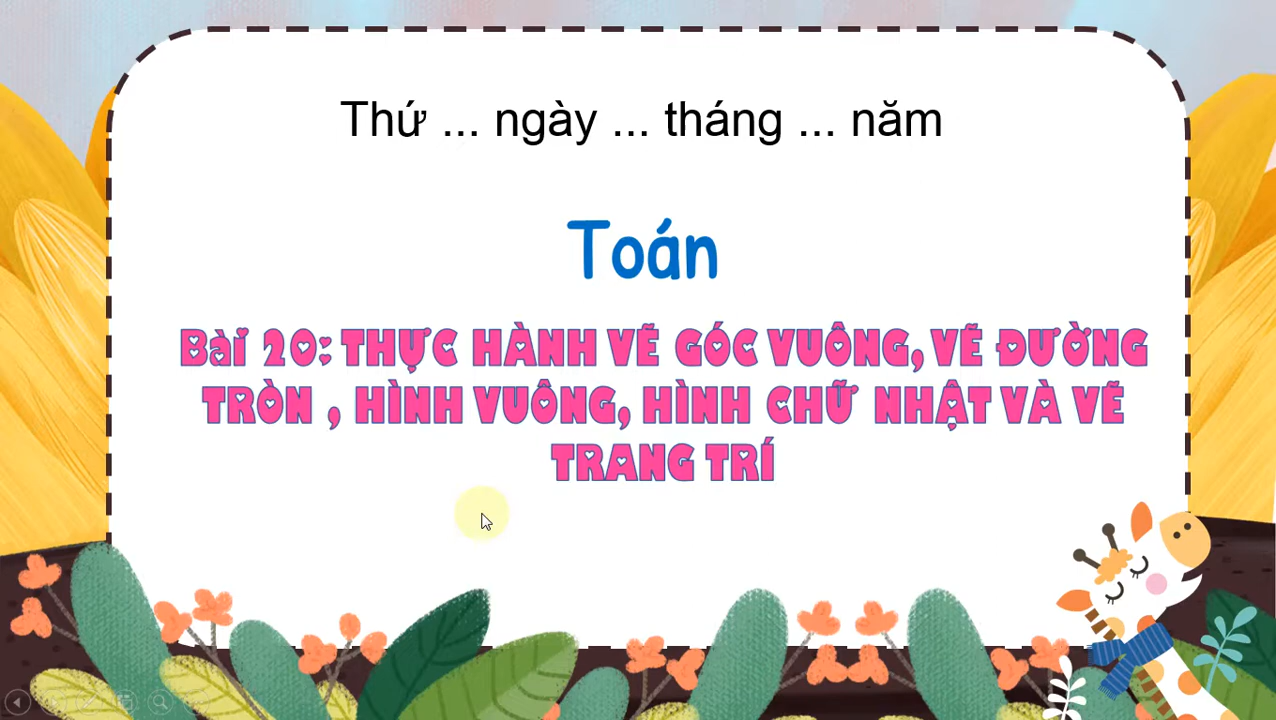 Thứ ... ngày ... tháng ... năm
Toán
Bài 20: THỰC HÀNH VẼ GÓC VUÔNG, VẼ ĐƯỜNG
TRÒN , HÌNH VUÔNG, HÌNH CHỮ NHẬT VÀ VẼ
TRANG TRÍ